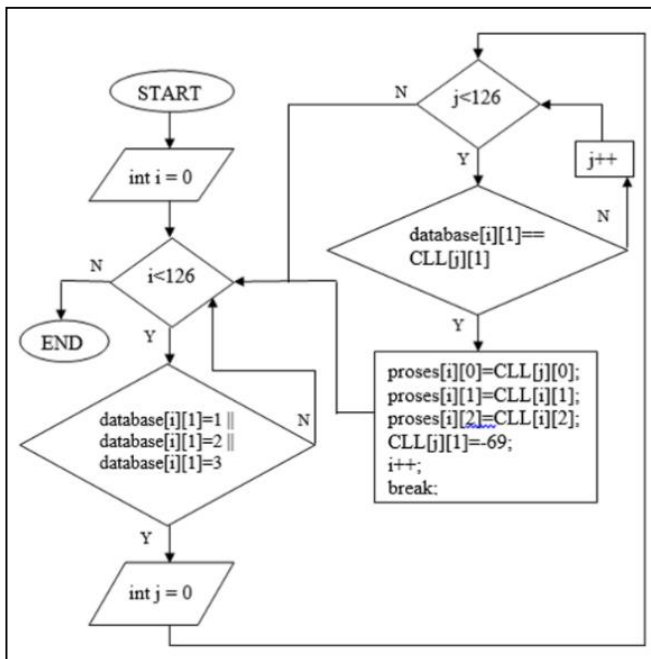 START
int i = 0
i<126
N
END
Y
database[i][1]=1 ||
database[i][1]=2 ||
database[i][1]=3
N
Y
int j = 0
j<126
N
Y
j++
database[i][1]==
CLL[j][1]
N
Y
proses[i][0]=CLL[j][0];
proses[i][1]=CLL[i][1];
proses[i][2]=CLL[i][2];
CLL[j][1]=-69;
i++;
break;